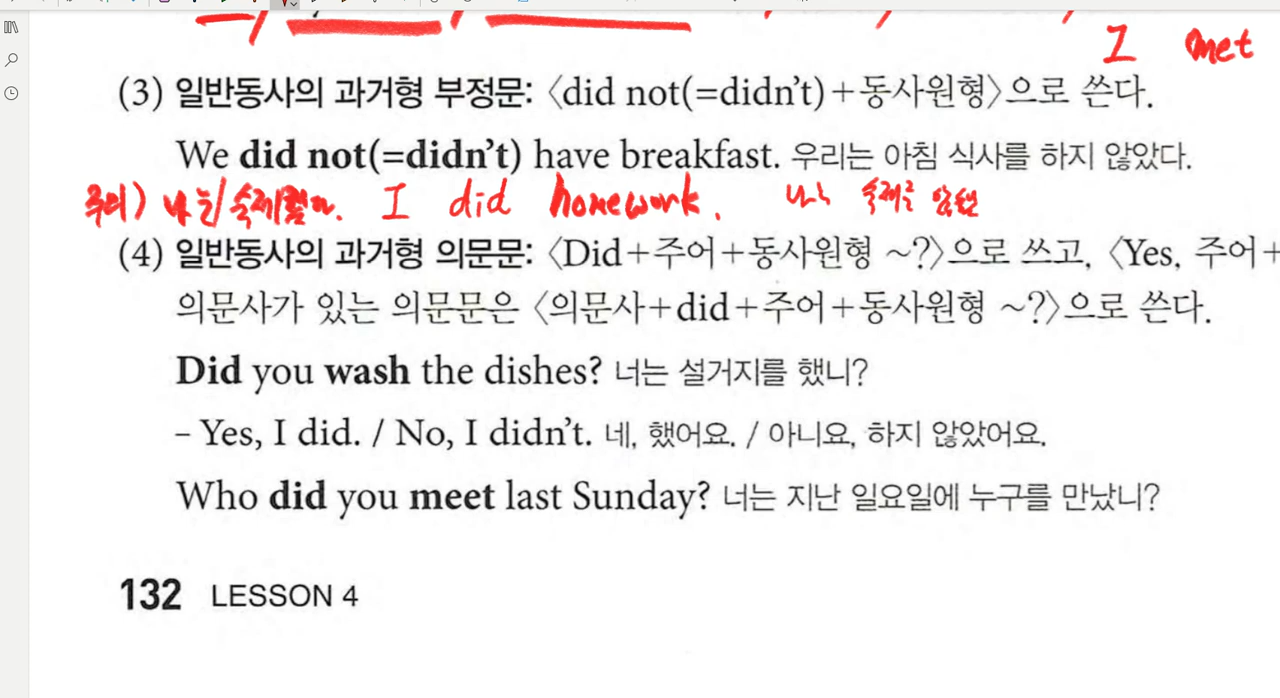 I met
(3) 일반동사의 과거형 부정문: 〈did not(=didn't)+동사원형〉으로 쓴다.
We did not(=didn't) have breakfast. 우리는 아침 식사를 하지 않았다.
주의) 나는 숙제했다. I did homework. 나는 숙제를 안했
(4) 일반동사의 과거형 의문문: 〈Did+주어+동사원형 ~?〉으로 쓰고, 〈Yes, 주어+
의문사가 있는 의문문은 〈의문사+did+주어+동사원형 ~?〉으로 쓴다.
Did you wash the dishes? 너는 설거지를 했니?
– Yes, I did. / No, I didn't. 네, 했어요. / 아니요, 하지 않았어요.
Who did you meet last Sunday? 너는 지난 일요일에 누구를 만났니?
132 LESSON 4